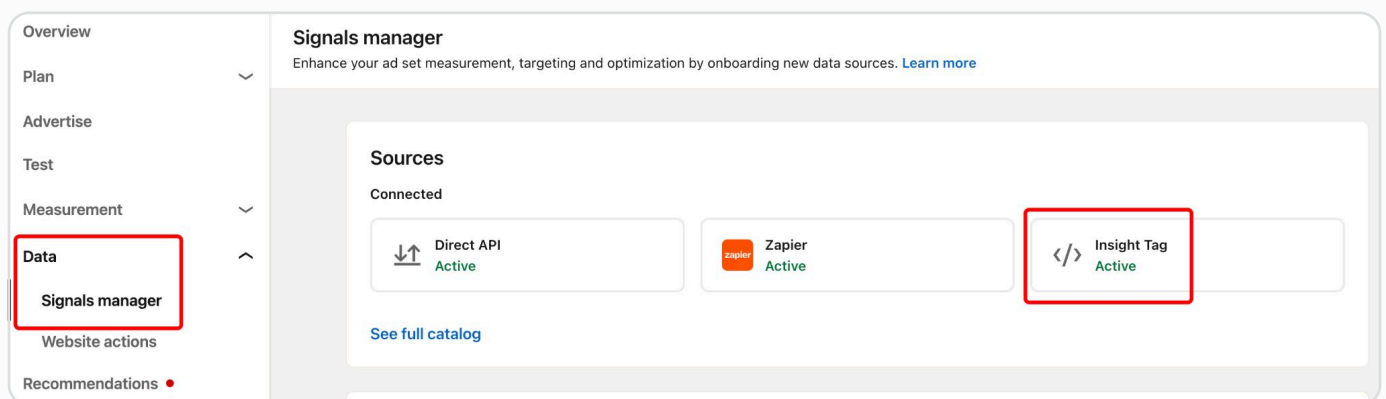 Overview
Plan
Advertise
Test
Measurement
Data
Signals manager
Website actions
Recommendations
Signals manager
Enhance your ad set measurement, targeting and optimization by onboarding new data sources. Learn more
Sources
Connected
Direct API
Active
zapier
Zapier
Active
</> Insight Tag
Active
See full catalog